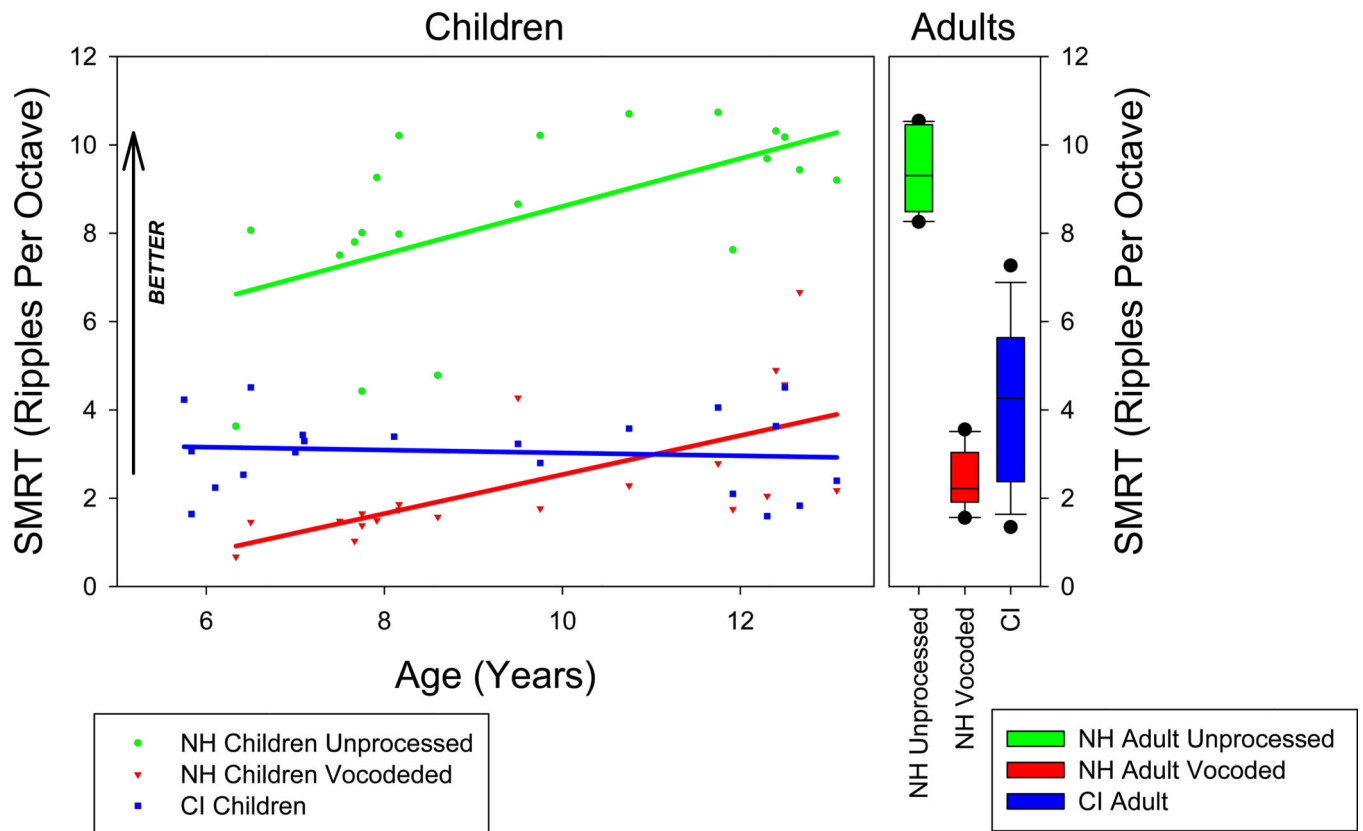 Children
Adults
12
10
8
6
4
2
0
SMRT (Ripples Per Octave)
BETTER
6
8
10
12
Age (Years)
12
10
8
6
4
2
0
SMRT (Ripples Per Octave)
NH Unprocessed
NH Vocoded
CI
NH Children Unprocessed
NH Children Vocodeded
CI Children
NH Adult Unprocessed
NH Adult Vocoded
CI Adult